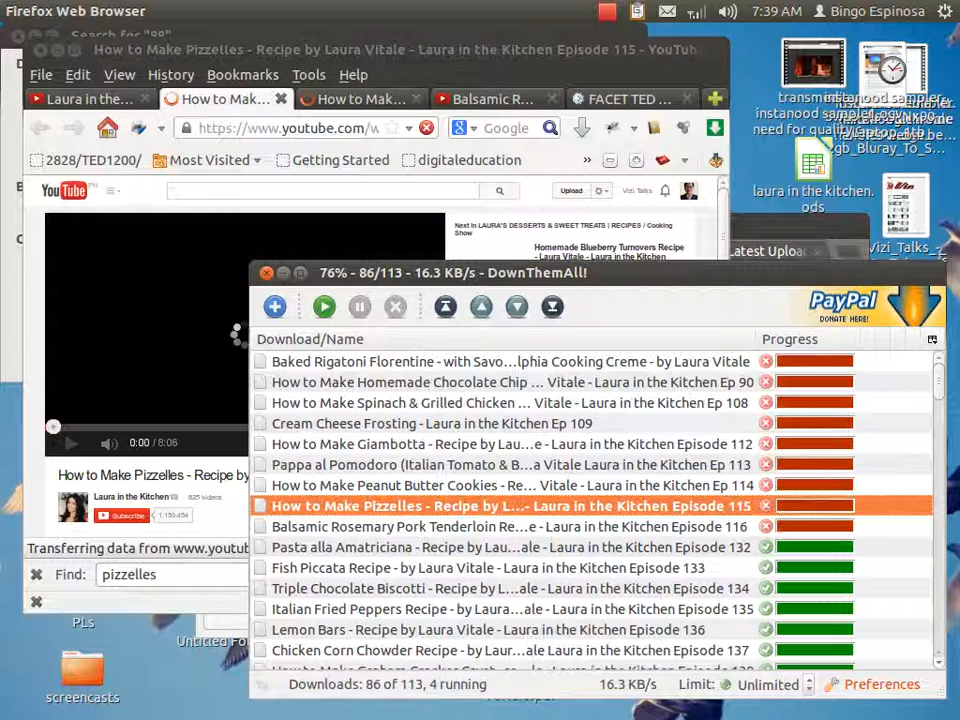 Firefox Web Browser
7:39 AM
Bingo Espinosa
Search for "88"
How to Make Pizzelles - Recipe by Laura Vitale - Laura in the Kitchen Episode 115 - YouTub
File Edit View History Bookmarks Tools Help
Laura in the...
How to Mak...
How to Mak...
Balsamic R...
FACET TED ...
https://www.youtube.com/w
Google
2828/TED1200/
Most Visited
Getting Started
digitaleducation
»
YouTube
Upload
Vizi Talks
Next in LAURA'S DESSERTS & SWEET TREATS | RECIPES / Cooking
Show
Homemade Blueberry Turnovers Recipe
- Laura Vitale - Laura in the Kitchen
0:00 / 8:06
How to Make Pizzelles - Recipe by
Laura in the Kitchen
625 videos
Subscribe
1,150,454
Transferring data from www.youtub
Find: pizzelles
PLs
Untitled Fo
screencasts
laura in the kitchen.
ods
Vizi_Talks_-
Latest Uploa
76% - 86/113 - 16.3 KB/s - DownThemAll!
PayPal
DONATE HERE!
Download/Name
Progress
Baked Rigatoni Florentine - with Savo...lphia Cooking Creme - by Laura Vitale
How to Make Homemade Chocolate Chip ... Vitale - Laura in the Kitchen Ep 90
How to Make Spinach & Grilled Chicken ... Vitale - Laura in the Kitchen Ep 108
Cream Cheese Frosting - Laura in the Kitchen Ep 109
How to Make Giambotta - Recipe by Lau...e - Laura in the Kitchen Episode 112
Pappa al Pomodoro (Italian Tomato & B...a Vitale Laura in the Kitchen Ep 113
How to Make Peanut Butter Cookies - Re... Vitale - Laura in the Kitchen Ep 114
How to Make Pizzelles - Recipe by L...- Laura in the Kitchen Episode 115
Balsamic Rosemary Pork Tenderloin Re...e - Laura in the Kitchen Episode 116
Pasta alla Amatriciana - Recipe by Lau...ale - Laura in the Kitchen Episode 132
Fish Piccata Recipe - by Laura Vitale - Laura in the Kitchen Episode 133
Triple Chocolate Biscotti - Recipe by L...ale - Laura in the Kitchen Episode 134
Italian Fried Peppers Recipe - by Laura...ale - Laura in the Kitchen Episode 135
Lemon Bars - Recipe by Laura Vitale - Laura in the Kitchen Episode 136
Chicken Corn Chowder Recipe - by Laur...ale - Laura in the Kitchen Episode 137
Downloads: 86 of 113, 4 running
16.3 KB/s
Limit:
Unlimited
Preferences